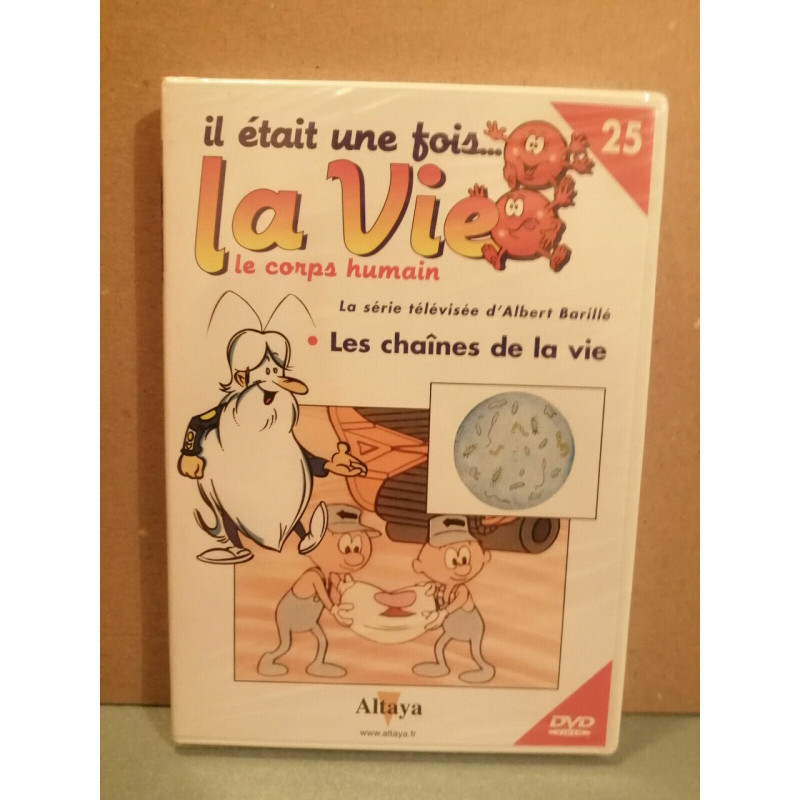 il était une fois...
25
la Vie
le corps humain
La série télévisée d'Albert Barillé
• Les chaînes de la vie
Altaya
www.altaya.fr
DVD
VIDEO